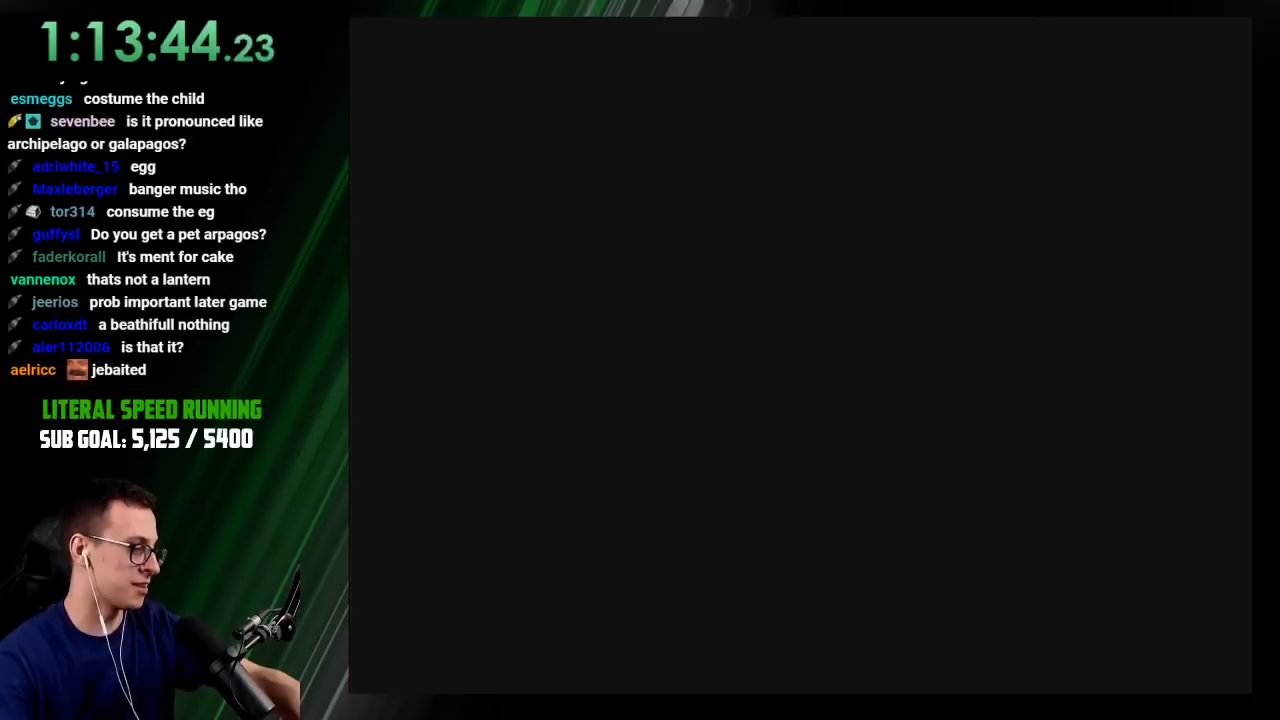 1:13:44.23
esmeggs costume the child
sevenbee is it pronounced like
archipelago or galapagos?
adriwhite_15 egg
Maxleberger banger music tho
tor314 consume the eg
guffysl Do you get a pet arpagos?
faderkorall It's ment for cake
vannenox thats not a lantern
jeerios prob important later game
carloxdt a beathifull nothing
aler112006 is that it?
aelricc jebaited
LITERAL SPEED RUNNING
SUB GOAL: 5,125 / 5400